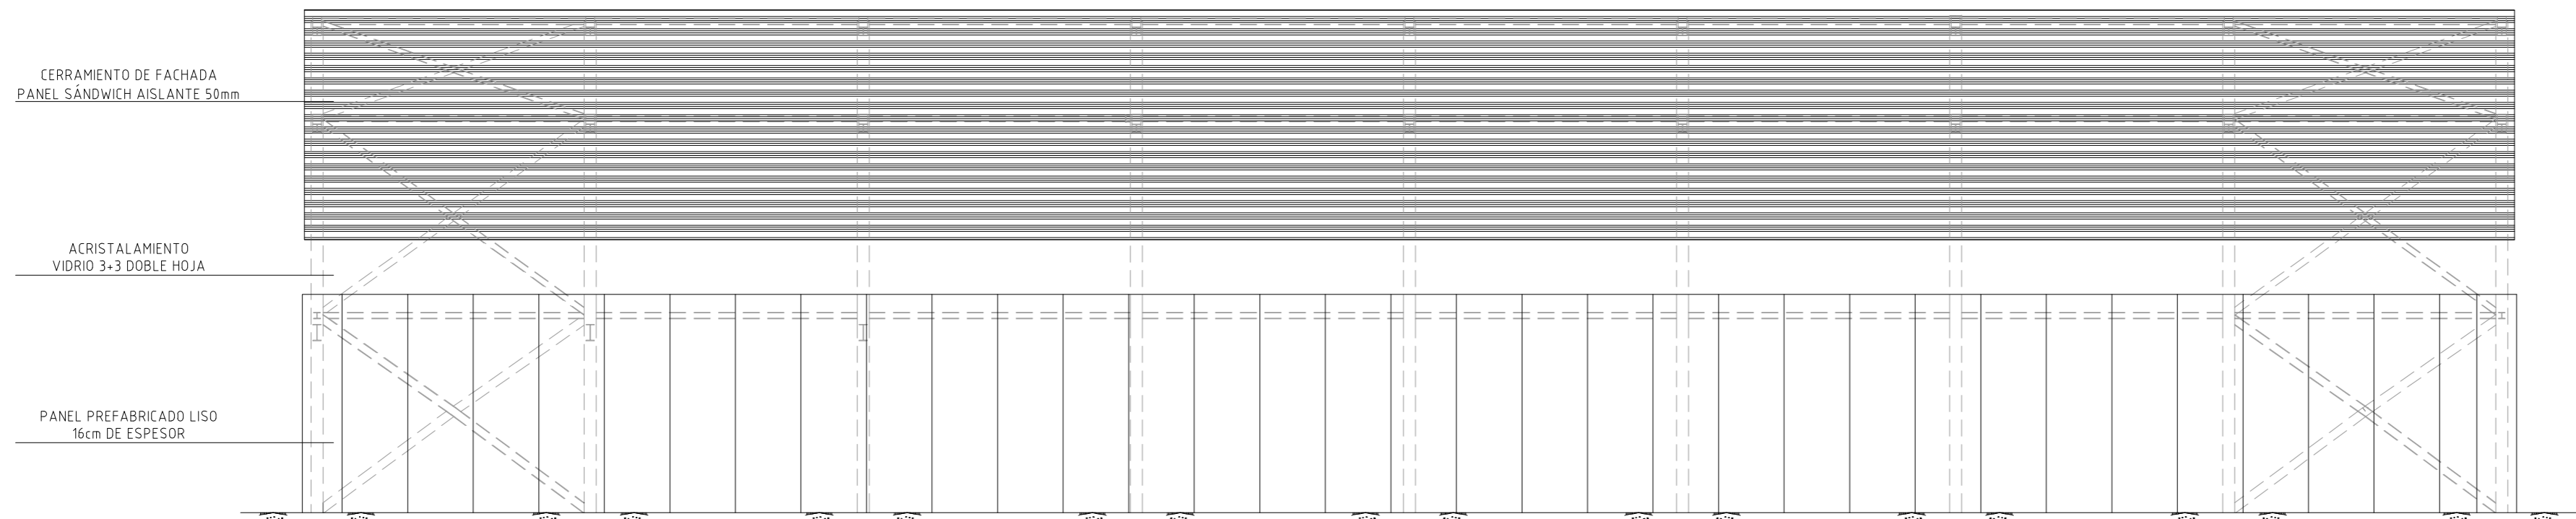 CERRAMIENTO DE FACHADA
PANEL SÁNDWICH AISLANTE 50mm
ACRISTALAMIENTO
VIDRIO 3+3 DOBLE HOJA
PANEL PREFABRICADO LISO
16cm DE ESPESOR